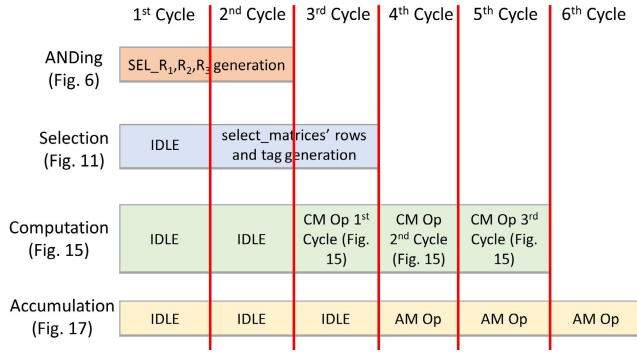 1st Cycle 2nd Cycle 3rd Cycle 4th Cycle 5th Cycle 6th Cycle
ANDing
(Fig. 6)
SEL_R1,R2,R3 generation
Selection
(Fig. 11)
IDLE
select_matrices' rows
and tag generation
Computation
(Fig. 15)
IDLE
IDLE
CM Op 1st
Cycle (Fig.
15)
CM Op
2nd Cycle
(Fig. 15)
CM Op 3rd
Cycle (Fig.
15)
Accumulation
(Fig. 17)
IDLE IDLE IDLE AM Op AM Op AM Op